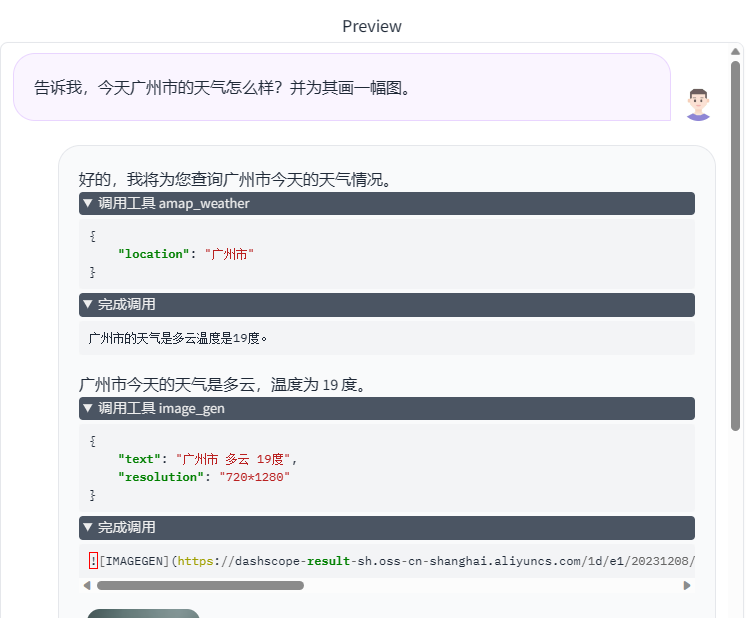 Preview
告诉我，今天广州市的天气怎么样？并为其画一幅图。
好的，我将为您查询广州市今天的天气情况。
▼ 调用工具 amap_weather
{
"location": "广州市"
}
▼ 完成调用
广州市的天气是多云温度是19度。
广州市今天的天气是多云，温度为 19 度。
▼ 调用工具 image_gen
{
"text": "广州市 多云 19度",
"resolution": "720*1280"
}
▼ 完成调用
![IMAGEGEN](https://dashscope-result-sh.oss-cn-shanghai.aliyuncs.com/1d/e1/20231208/